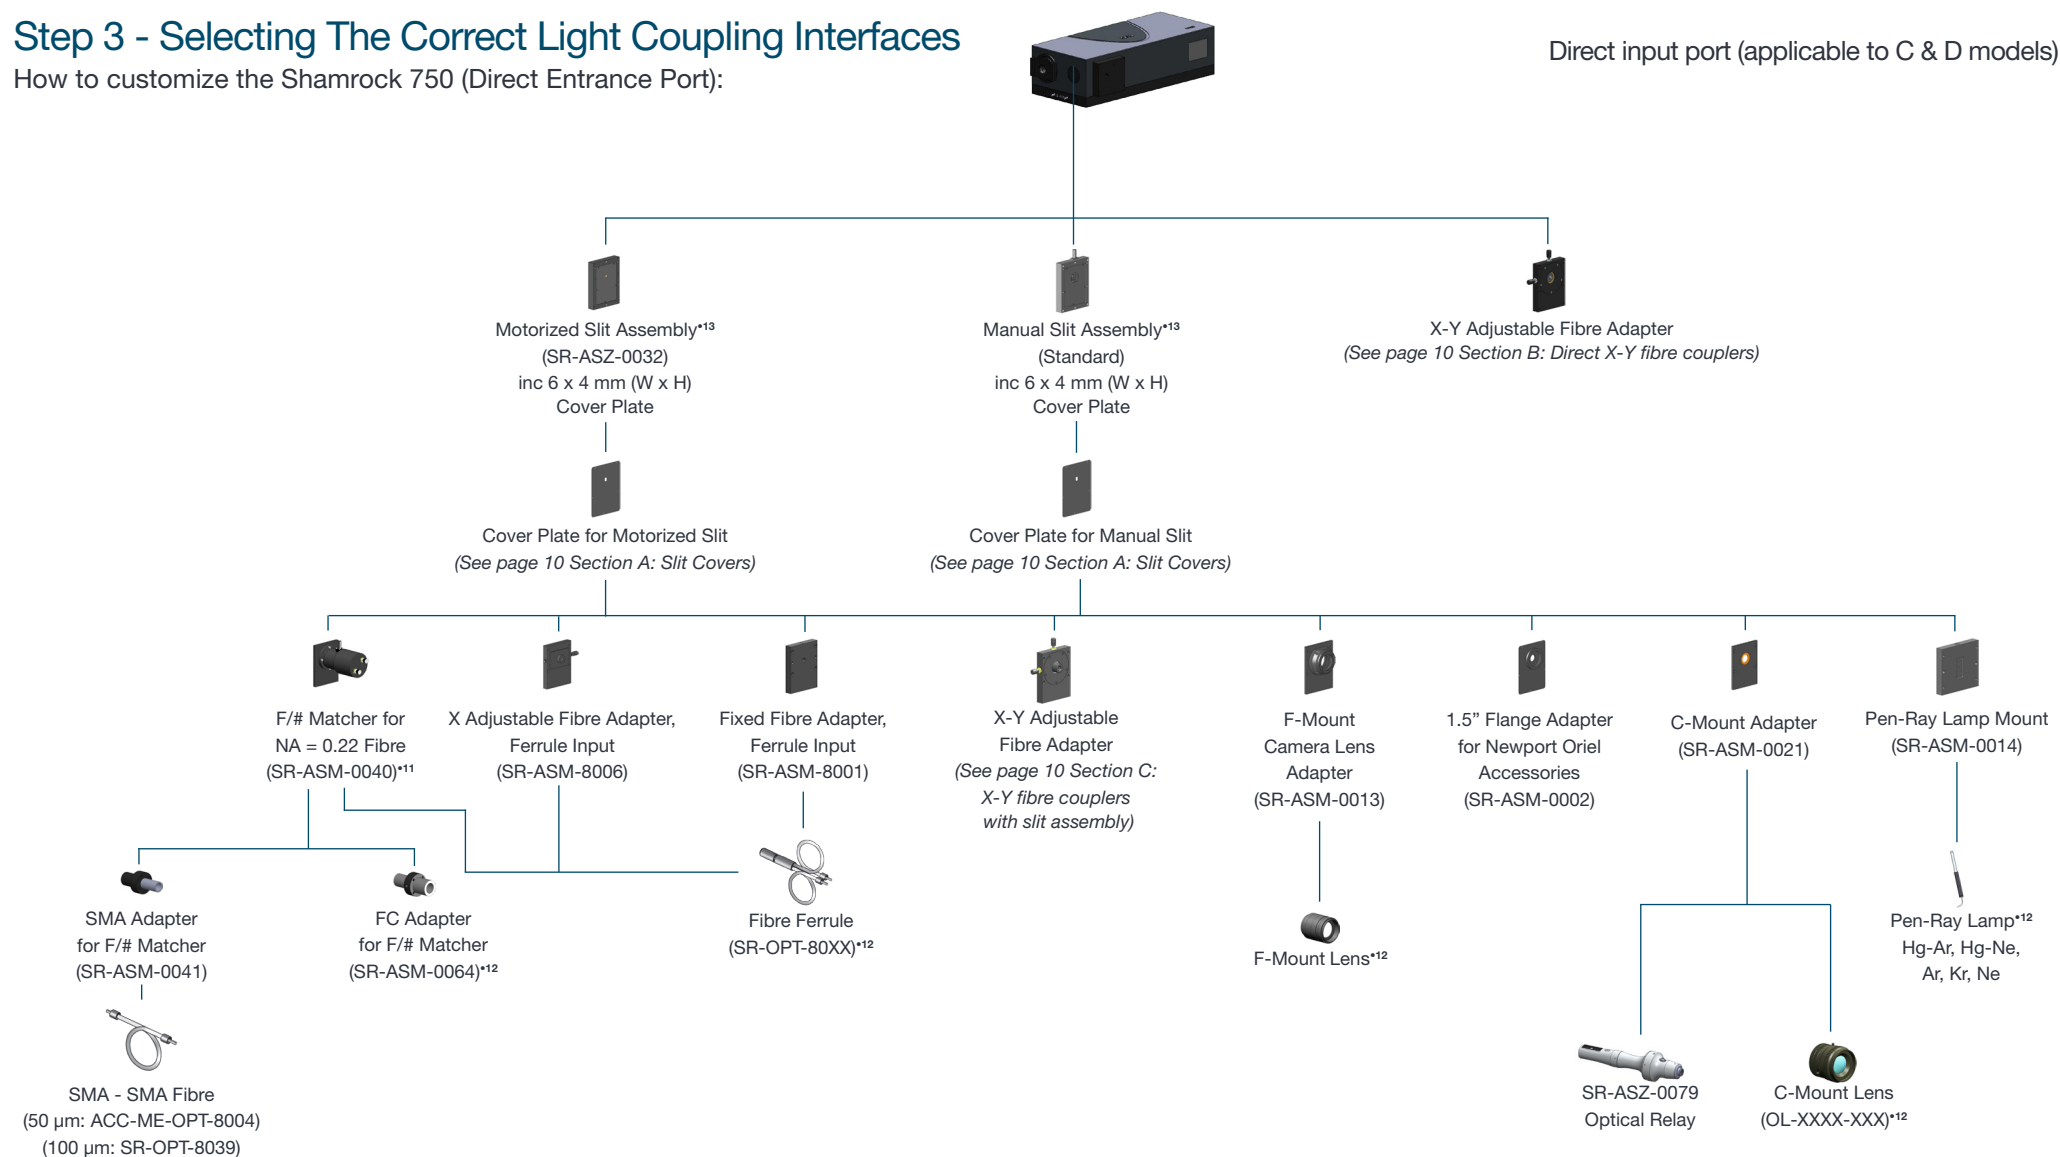 Step 3 - Selecting The Correct Light Coupling Interfaces
How to customize the Shamrock 750 (Direct Entrance Port):
Direct input port (applicable to C & D models)
Motorized Slit Assembly•13
(SR-ASZ-0032)
inc 6 x 4 mm (W x H)
Cover Plate
Manual Slit Assembly•13
(Standard)
inc 6 x 4 mm (W x H)
Cover Plate
X-Y Adjustable Fibre Adapter
(See page 10 Section B: Direct X-Y fibre couplers)
Cover Plate for Motorized Slit
(See page 10 Section A: Slit Covers)
Cover Plate for Manual Slit
(See page 10 Section A: Slit Covers)
F/# Matcher for
NA = 0.22 Fibre
(SR-ASM-0040)•11
X Adjustable Fibre Adapter,
Ferrule Input
(SR-ASM-8006)
Fixed Fibre Adapter,
Ferrule Input
(SR-ASM-8001)
X-Y Adjustable
Fibre Adapter
(See page 10 Section C:
X-Y fibre couplers
with slit assembly)
F-Mount
Camera Lens
Adapter
(SR-ASM-0013)
1.5” Flange Adapter
for Newport Oriel
Accessories
(SR-ASM-0002)
C-Mount Adapter
(SR-ASM-0021)
Pen-Ray Lamp Mount
(SR-ASM-0014)
SMA Adapter
for F/# Matcher
(SR-ASM-0041)
FC Adapter
for F/# Matcher
(SR-ASM-0064)•12
Fibre Ferrule
(SR-OPT-80XX)•12
F-Mount Lens•12
Pen-Ray Lamp•12
Hg-Ar, Hg-Ne,
Ar, Kr, Ne
SMA - SMA Fibre
(50 µm: ACC-ME-OPT-8004)
(100 µm: SR-OPT-8039)
SR-ASZ-0079
Optical Relay
C-Mount Lens
(OL-XXXX-XXX)•12